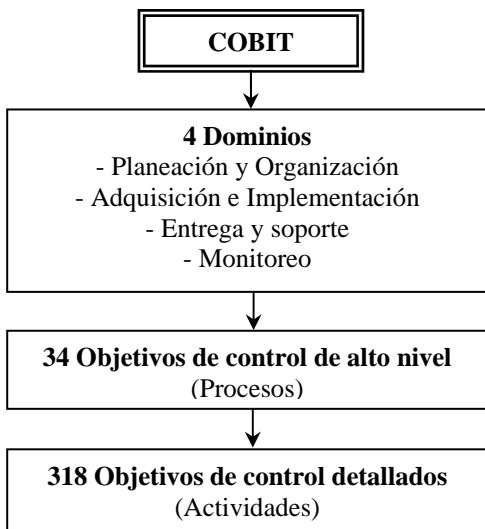 COBIT
4 Dominios
- Planeación y Organización
- Adquisición e Implementación
- Entrega y soporte
- Monitoreo
34 Objetivos de control de alto nivel
(Procesos)
318 Objetivos de control detallados
(Actividades)